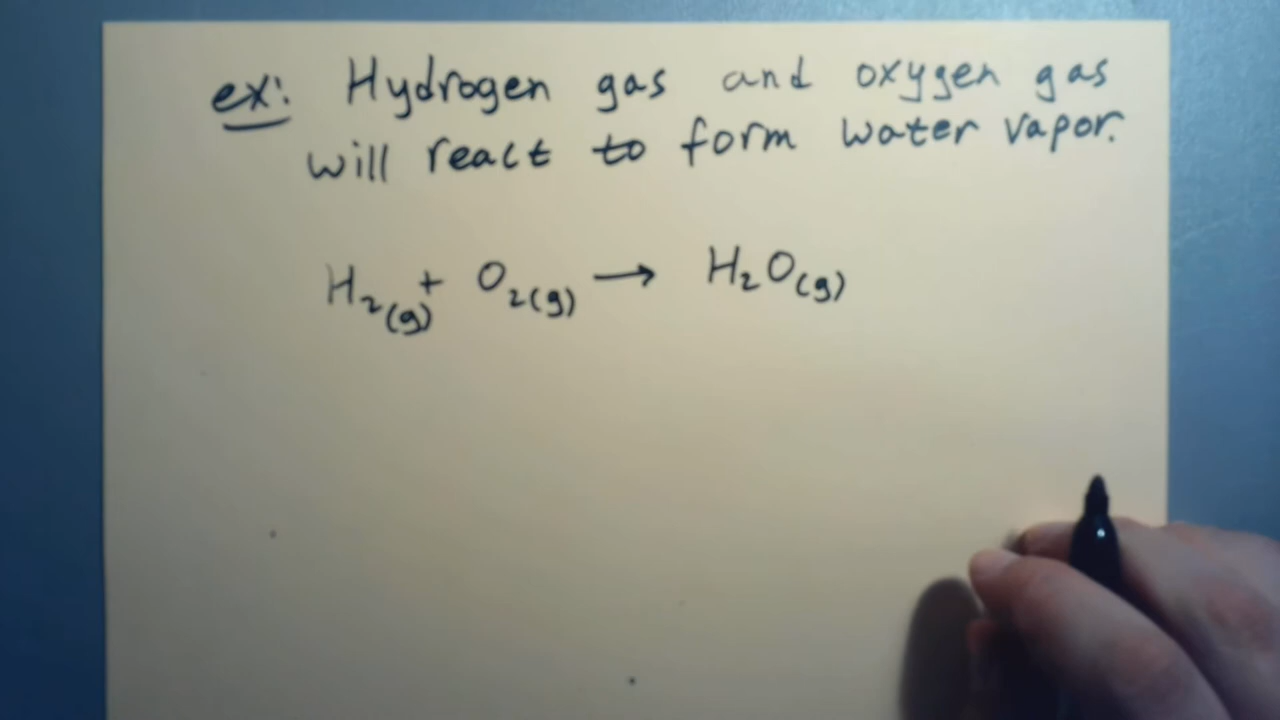 ex: Hydrogen gas and oxygen gas
will react to form water vapor.
H₂(g) + O₂(g) → H₂O(g)